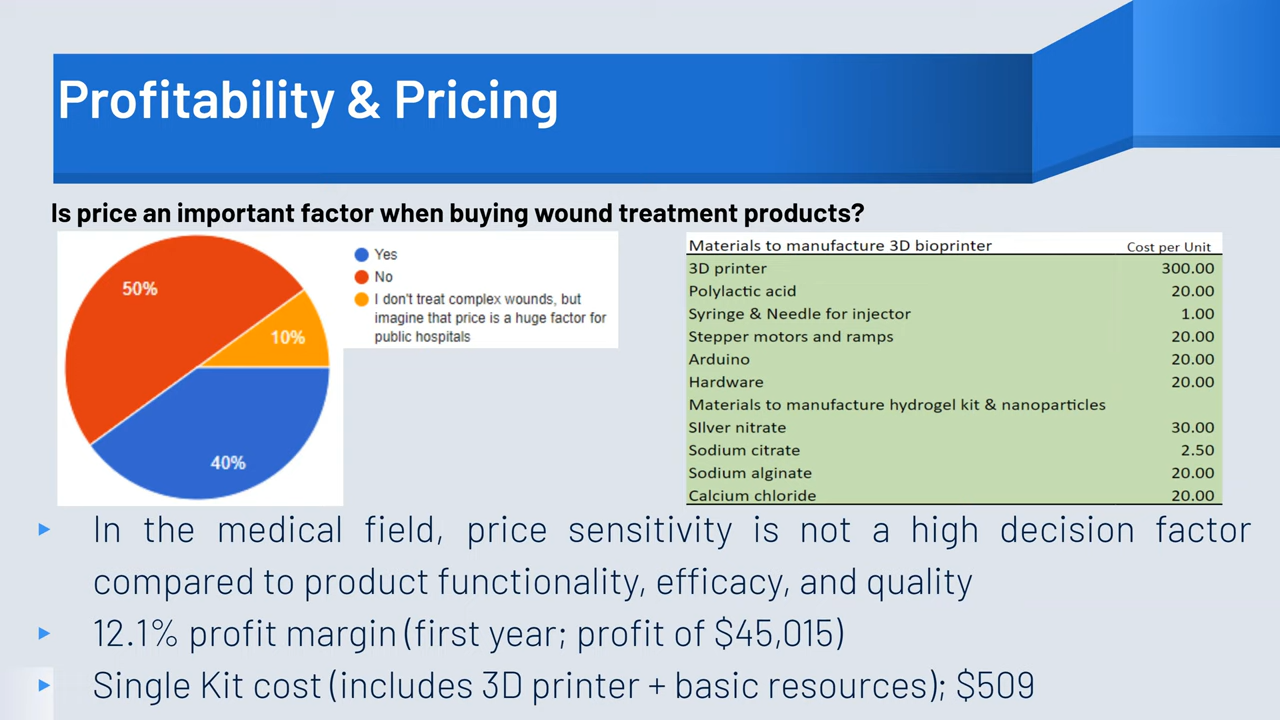 Profitability & Pricing
Is price an important factor when buying wound treatment products?
50%
10%
40%
Yes
No
I don't treat complex wounds, but
imagine that price is a huge factor for
public hospitals
Materials to manufacture 3D bioprinter Cost per Unit
3D printer 300.00
Polylactic acid 20.00
Syringe & Needle for injector 1.00
Stepper motors and ramps 20.00
Arduino 20.00
Hardware 20.00
Materials to manufacture hydrogel kit & nanoparticles
SIlver nitrate 30.00
Sodium citrate 2.50
Sodium alginate 20.00
Calcium chloride 20.00
In the medical field, price sensitivity is not a high decision factor
compared to product functionality, efficacy, and quality
12.1% profit margin (first year; profit of $45,015)
Single Kit cost (includes 3D printer + basic resources); $509